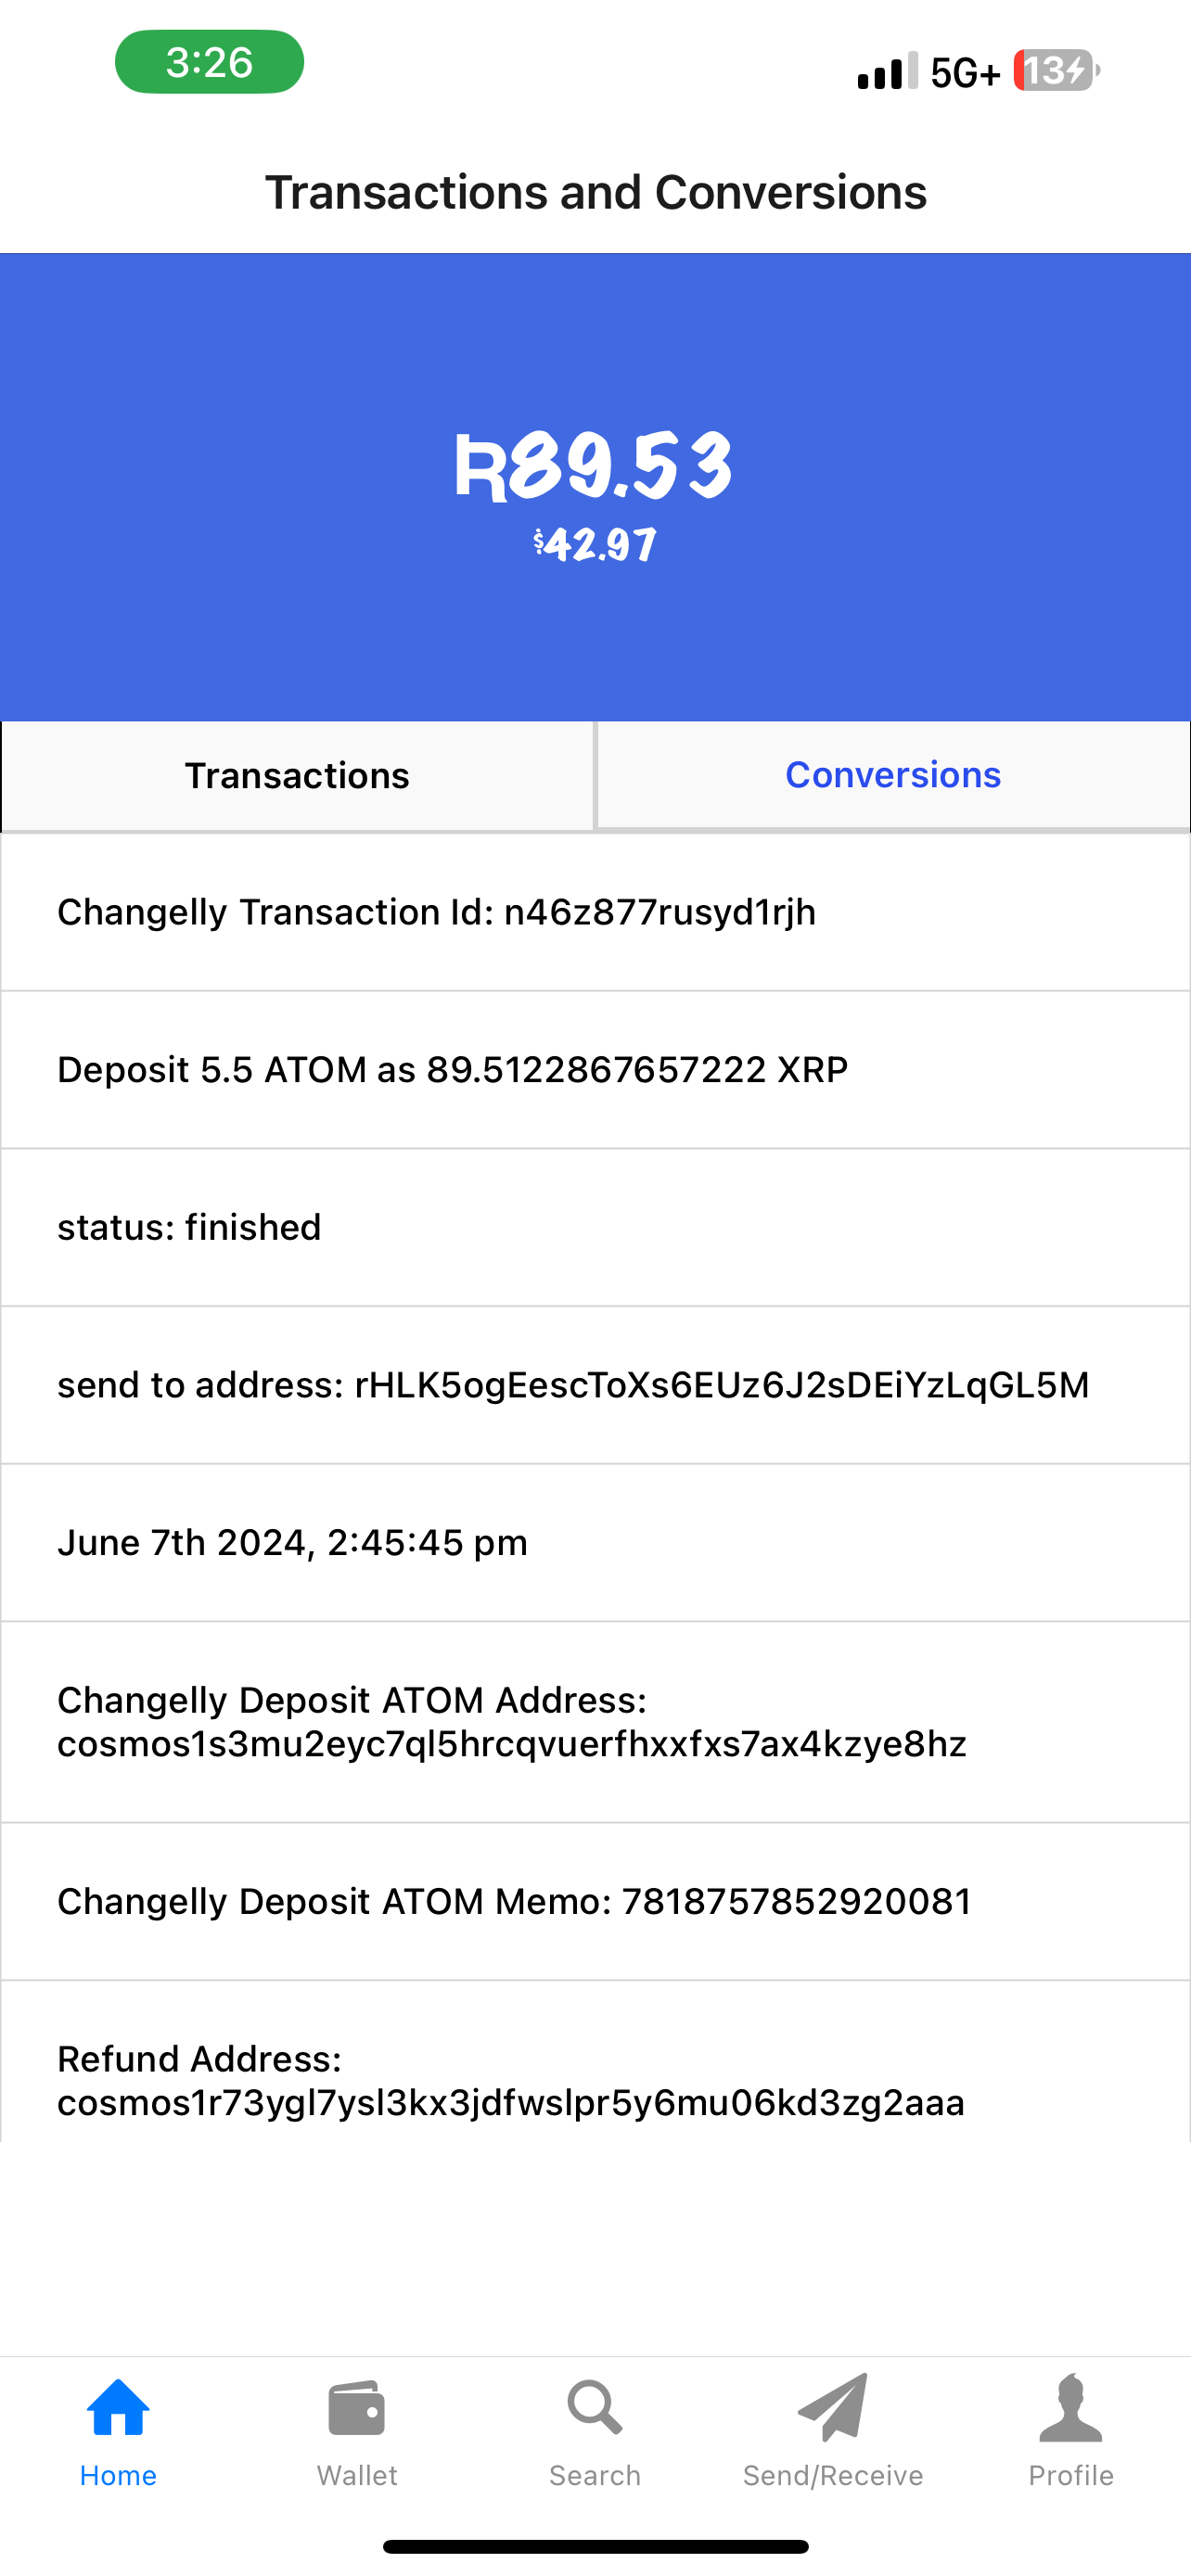 3:26
5G+
13
Transactions and Conversions
R89.53
$42.97
Transactions
Conversions
Changelly Transaction Id: n46z877rusyd1rjh
Deposit 5.5 ATOM as 89.5122867657222 XRP
status: finished
send to address: rHLK5ogEescToXs6EUz6J2sDEiYzLqGL5M
June 7th 2024, 2:45:45 pm
Changelly Deposit ATOM Address:
cosmos1s3mu2eyc7ql5hrcqvuerfhxxfxs7ax4kzye8hz
Changelly Deposit ATOM Memo: 7818757852920081
Refund Address:
cosmos1r73ygl7ysl3kx3jdfwslpr5y6mu06kd3zg2aaa
Home
Wallet
Search
Send/Receive
Profile